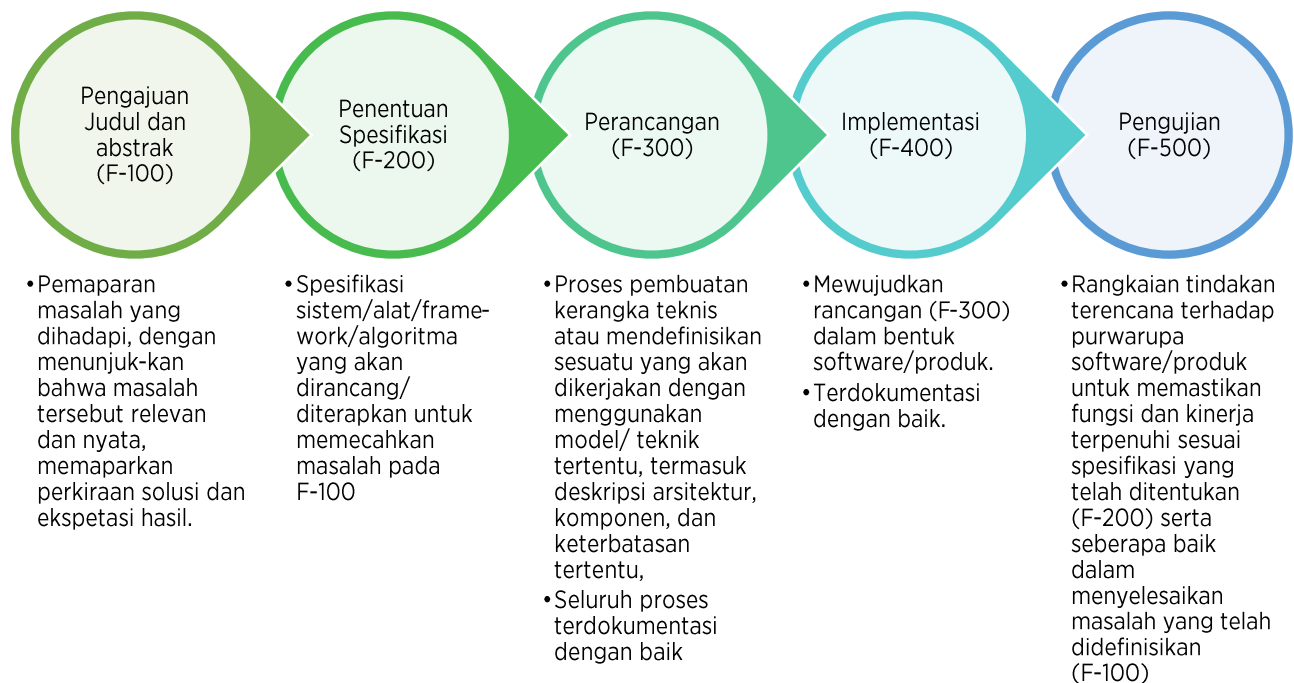 Pengajuan
Judul dan
abstrak
(F-100)
Penentuan
Spesifikasi
(F-200)
Perancangan
(F-300)
Implementasi
(F-400)
Pengujian
(F-500)
•Pemaparan
masalah yang
dihadapi, dengan
menunjuk-kan
bahwa masalah
tersebut relevan
dan nyata,
memaparkan
perkiraan solusi dan
ekspetasi hasil.
•Spesifikasi
sistem/alat/frame-
work/algoritma
yang akan
dirancang/
diterapkan untuk
memecahkan
masalah pada
F-100
•Proses pembuatan
kerangka teknis
atau mendefinisikan
sesuatu yang akan
dikerjakan dengan
menggunakan
model/ teknik
tertentu, termasuk
deskripsi arsitektur,
komponen, dan
keterbatasan
tertentu,
•Seluruh proses
terdokumentasi
dengan baik
•Mewujudkan
rancangan (F-300)
dalam bentuk
software/produk.
•Terdokumentasi
dengan baik.
•Rangkaian tindakan
terencana terhadap
purwarupa
software/produk
untuk memastikan
fungsi dan kinerja
terpenuhi sesuai
spesifikasi yang
telah ditentukan
(F-200) serta
seberapa baik
dalam
menyelesaikan
masalah yang telah
didefinisikan
(F-100)